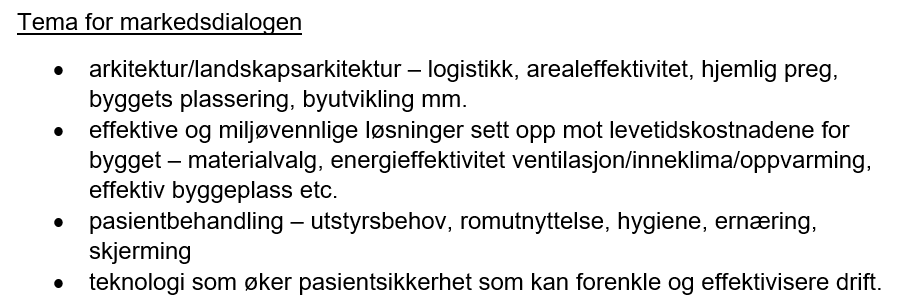 Tema for markedsdialogen
• arkitektur/landskapsarkitektur – logistikk, arealeffektivitet, hjemlig preg,
byggets plassering, byutvikling mm.
• effektive og miljøvennlige løsninger sett opp mot levetidskostnadene for
bygget – materialvalg, energieffektivitet ventilasjon/inneklima/oppvarming,
effektiv byggeplass etc.
• pasientbehandling – utstyrsbehov, romutnyttelse, hygiene, ernæring,
skjerming
• teknologi som øker pasientsikkerhet som kan forenkle og effektivisere drift.